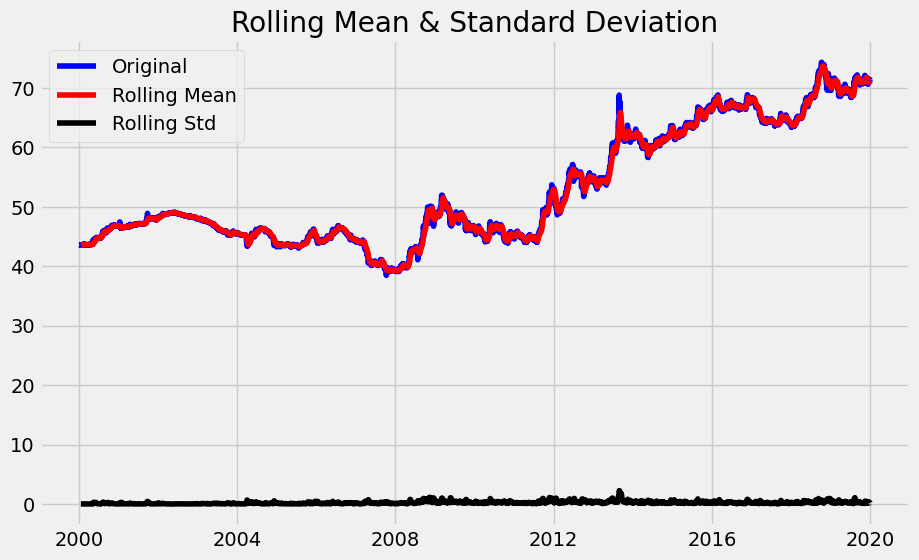 Rolling Mean & Standard Deviation
Original
Rolling Mean
Rolling Std
70
60
50
40
30
20
10
0
2000 2004 2008 2012 2016 2020